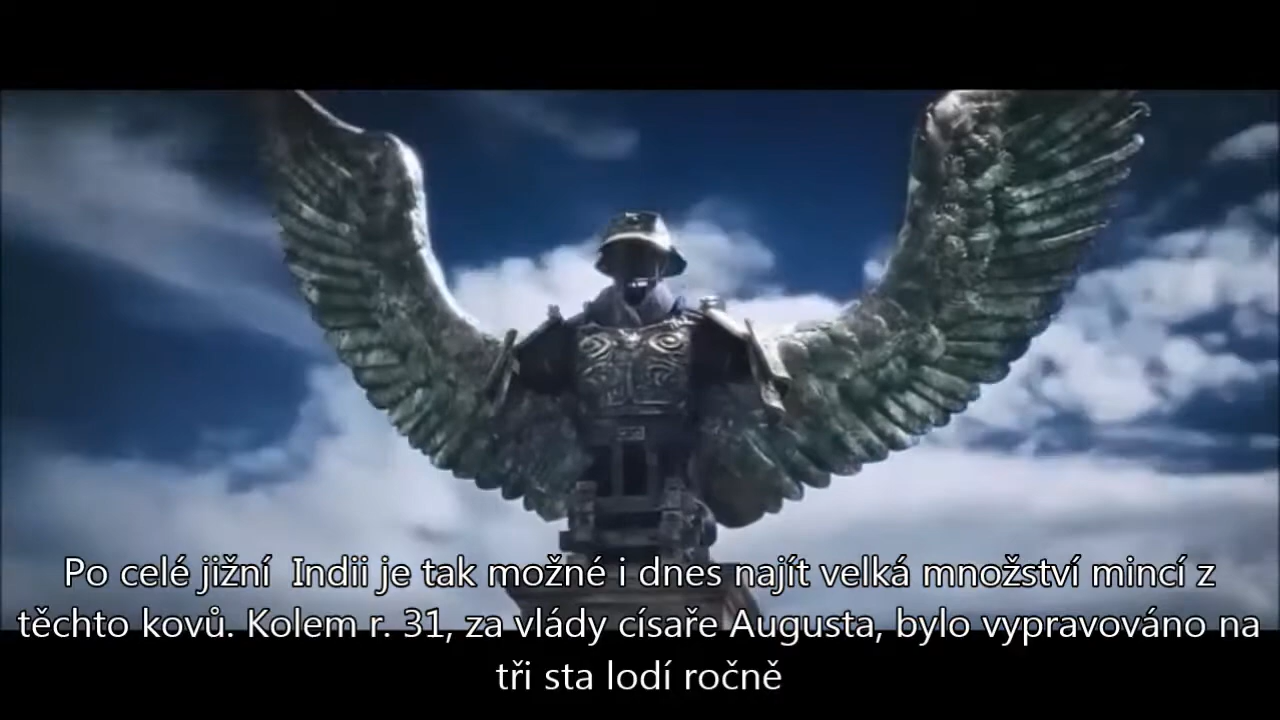 Po celé jižní  Indii je tak možné i dnes najít velká množství mincí z
těchto kovů. Kolem r. 31, za vlády císaře Augusta, bylo vypravováno na
tři sta lodí ročně